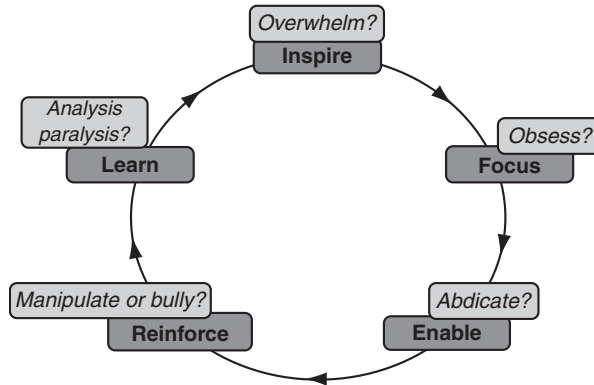 Overwhelm?
Inspire
Obsess?
Focus
Abdicate?
Enable
Manipulate or bully?
Reinforce
Analysis
paralysis?
Learn